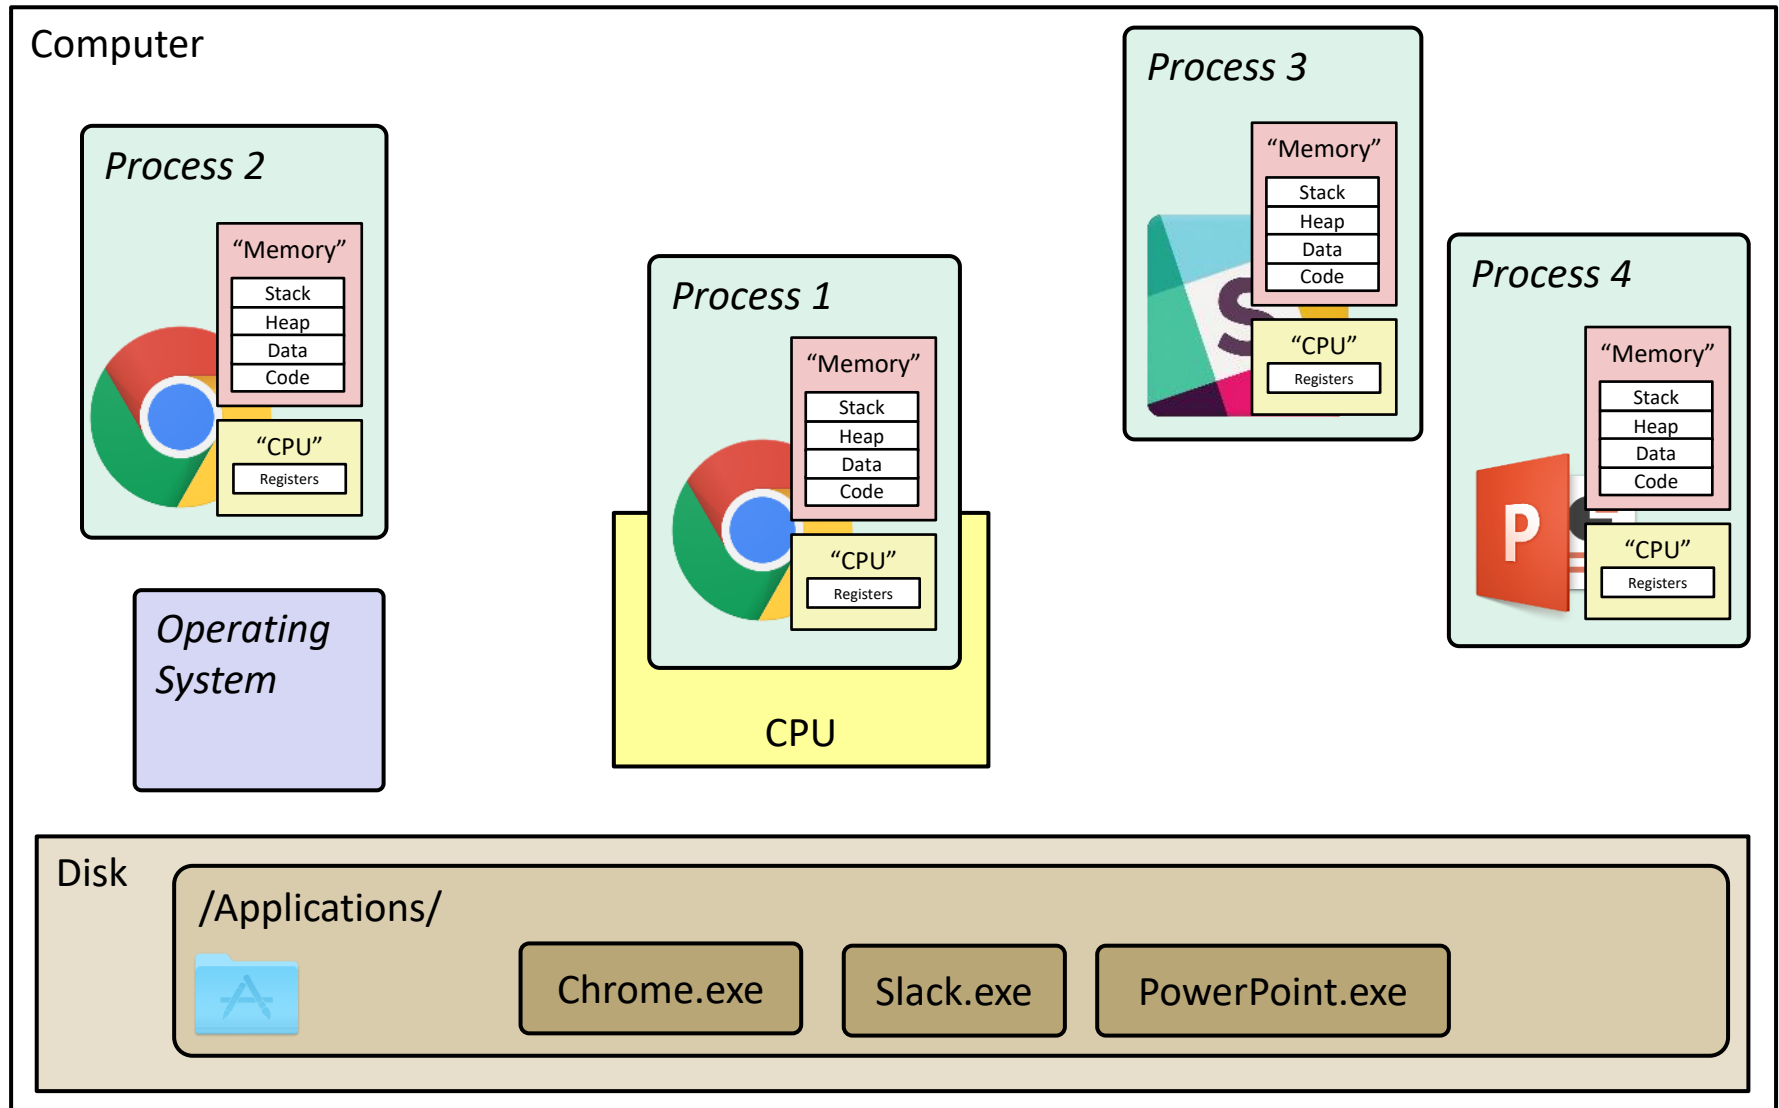 Computer
Process 2
“Memory”
Stack
Heap
Data
Code
“CPU”
Registers
Process 1
“Memory”
Stack
Heap
Data
Code
“CPU”
Registers
CPU
Process 3
“Memory”
Stack
Heap
Data
Code
S
“CPU”
Registers
Process 4
“Memory”
Stack
Heap
Data
Code
P
“CPU”
Registers
Operating
System
Disk
/Applications/
Chrome.exe
Slack.exe
PowerPoint.exe